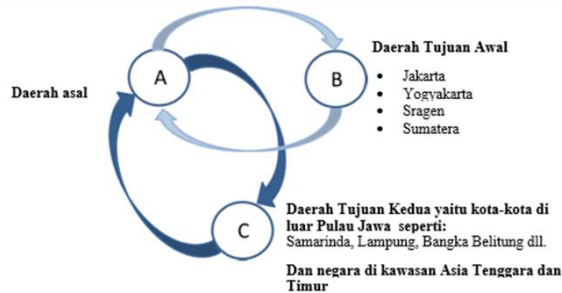 Daerah Tujuan Awal
A
B
Daerah asal
• Jakarta
• Yogyakarta
• Sragen
• Sumatera
C
Daerah Tujuan Kedua yaitu kota-kota di
luar Pulau Jawa seperti:
Samarinda, Lampung, Bangka Belitung dll.
Dan negara di kawasan Asia Tenggara dan
Timur